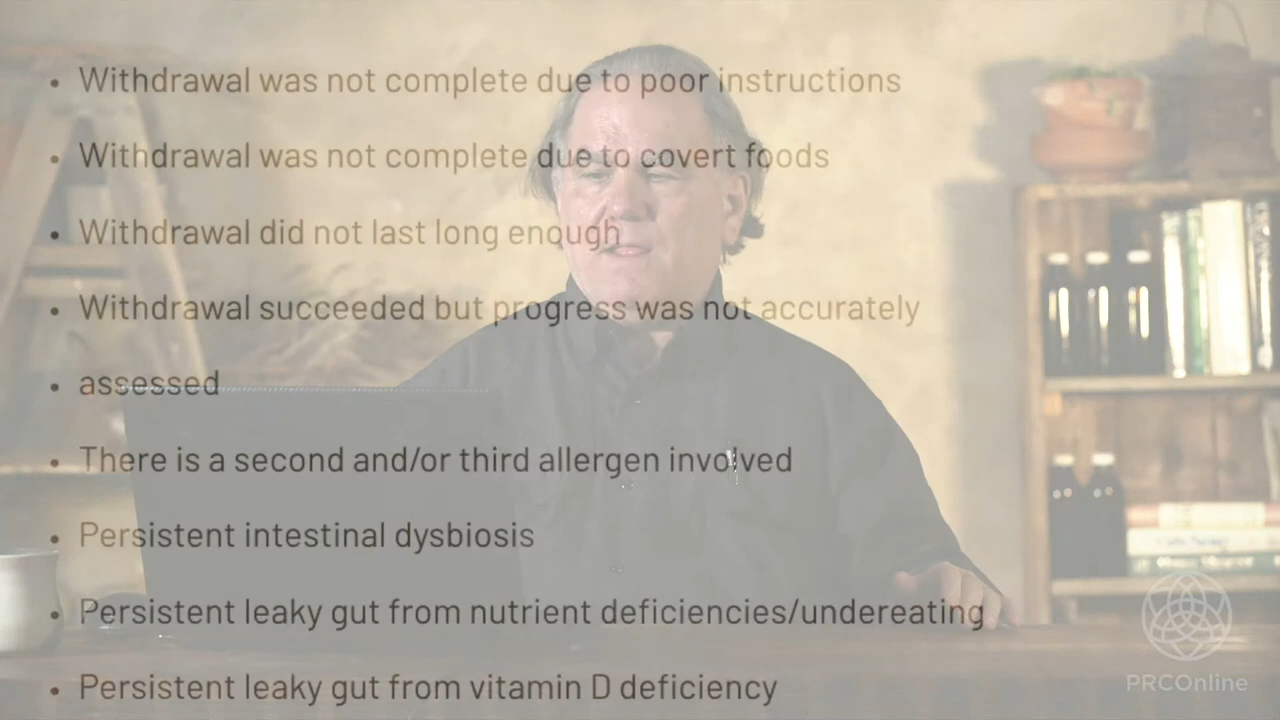 • Withdrawal was not complete due to poor instructions
• Withdrawal was not complete due to covert foods
• Withdrawal did not last long enough
• Withdrawal succeeded but progress was not accurately
• assessed
• There is a second and/or third allergen involved
• Persistent intestinal dysbiosis
• Persistent leaky gut from nutrient deficiencies/undereating
• Persistent leaky gut from vitamin D deficiency
PRCOnline